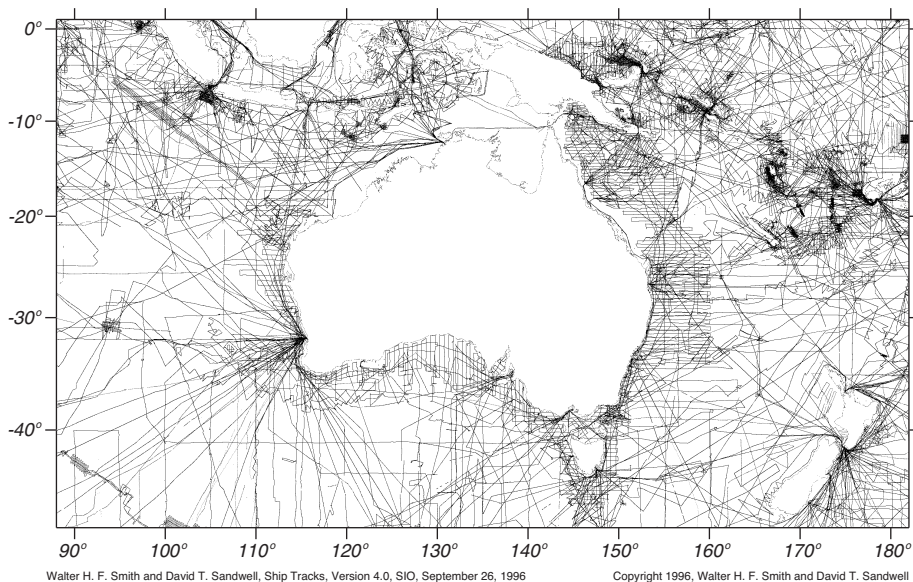 0°
-10°
-20°
-30°
-40°
90° 100° 110° 120° 130° 140° 150° 160° 170° 180°
Walter H. F. Smith and David T. Sandwell, Ship Tracks, Version 4.0, SIO, September 26, 1996 Copyright 1996, Walter H. F. Smith and David T. Sandwell